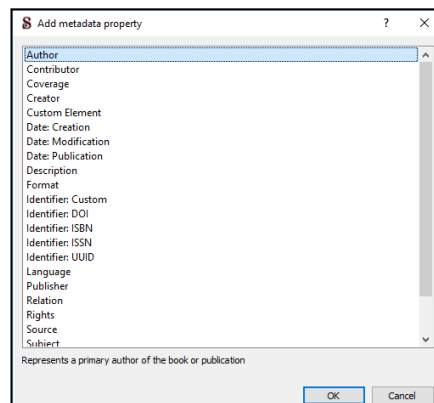 S Add metadata property ? ×
Author
Contributor
Coverage
Creator
Custom Element
Date: Creation
Date: Modification
Date: Publication
Description
Format
Identifier: Custom
Identifier: DOI
Identifier: ISBN
Identifier: ISSN
Identifier: UUID
Language
Publisher
Relation
Rights
Source
Subject
Represents a primary author of the book or publication
OK Cancel